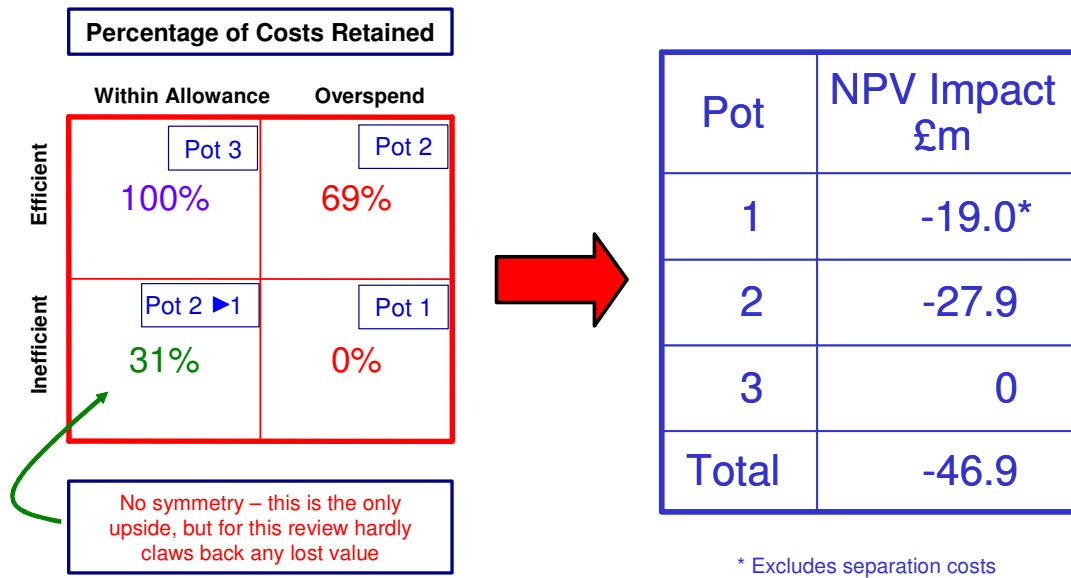 Percentage of Costs Retained
Within Allowance Overspend
Efficient
Pot 3 Pot 2
100% 69%
Inefficient
Pot 2 ►1 Pot 1
31% 0%
No symmetry – this is the only
upside, but for this review hardly
claws back any lost value
Pot NPV Impact
£m
1 -19.0*
2 -27.9
3 0
Total -46.9
* Excludes separation costs